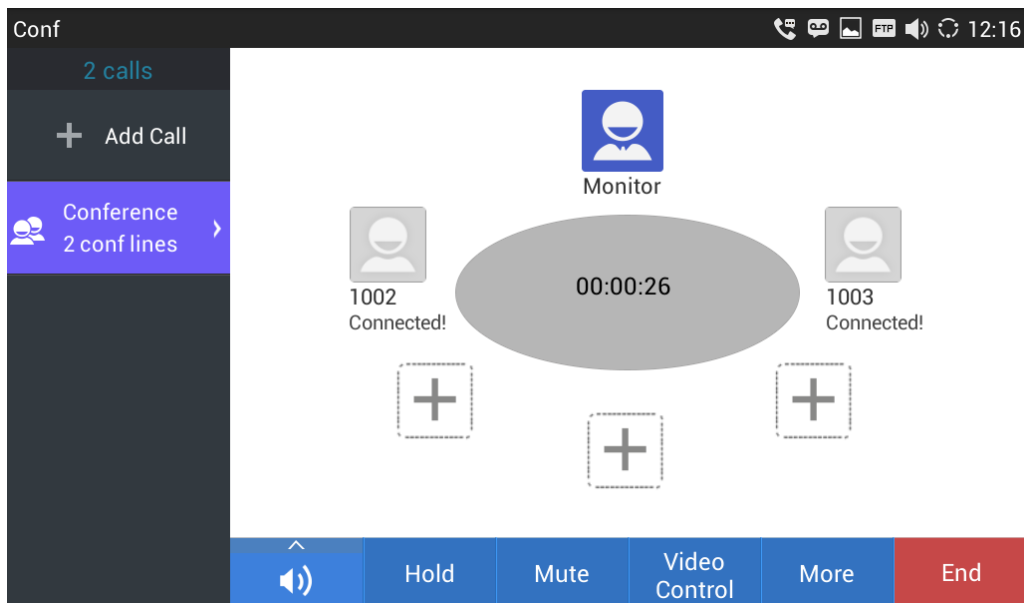 Conf
FTP
12:16
2 calls
Add Call
Conference
2 conf lines
Monitor
1002
Connected!
00:00:26
1003
Connected!
Hold
Mute
Video
Control
More
End